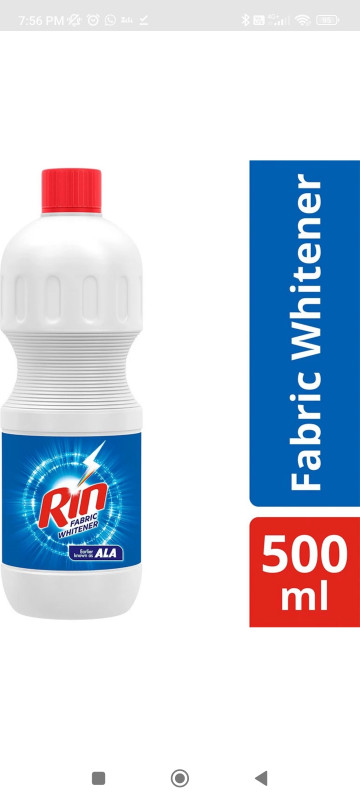 7:56 PM
Rin
FABRIC
WHITENER
Earlier
known as ALA
Fabric Whitener
500
ml